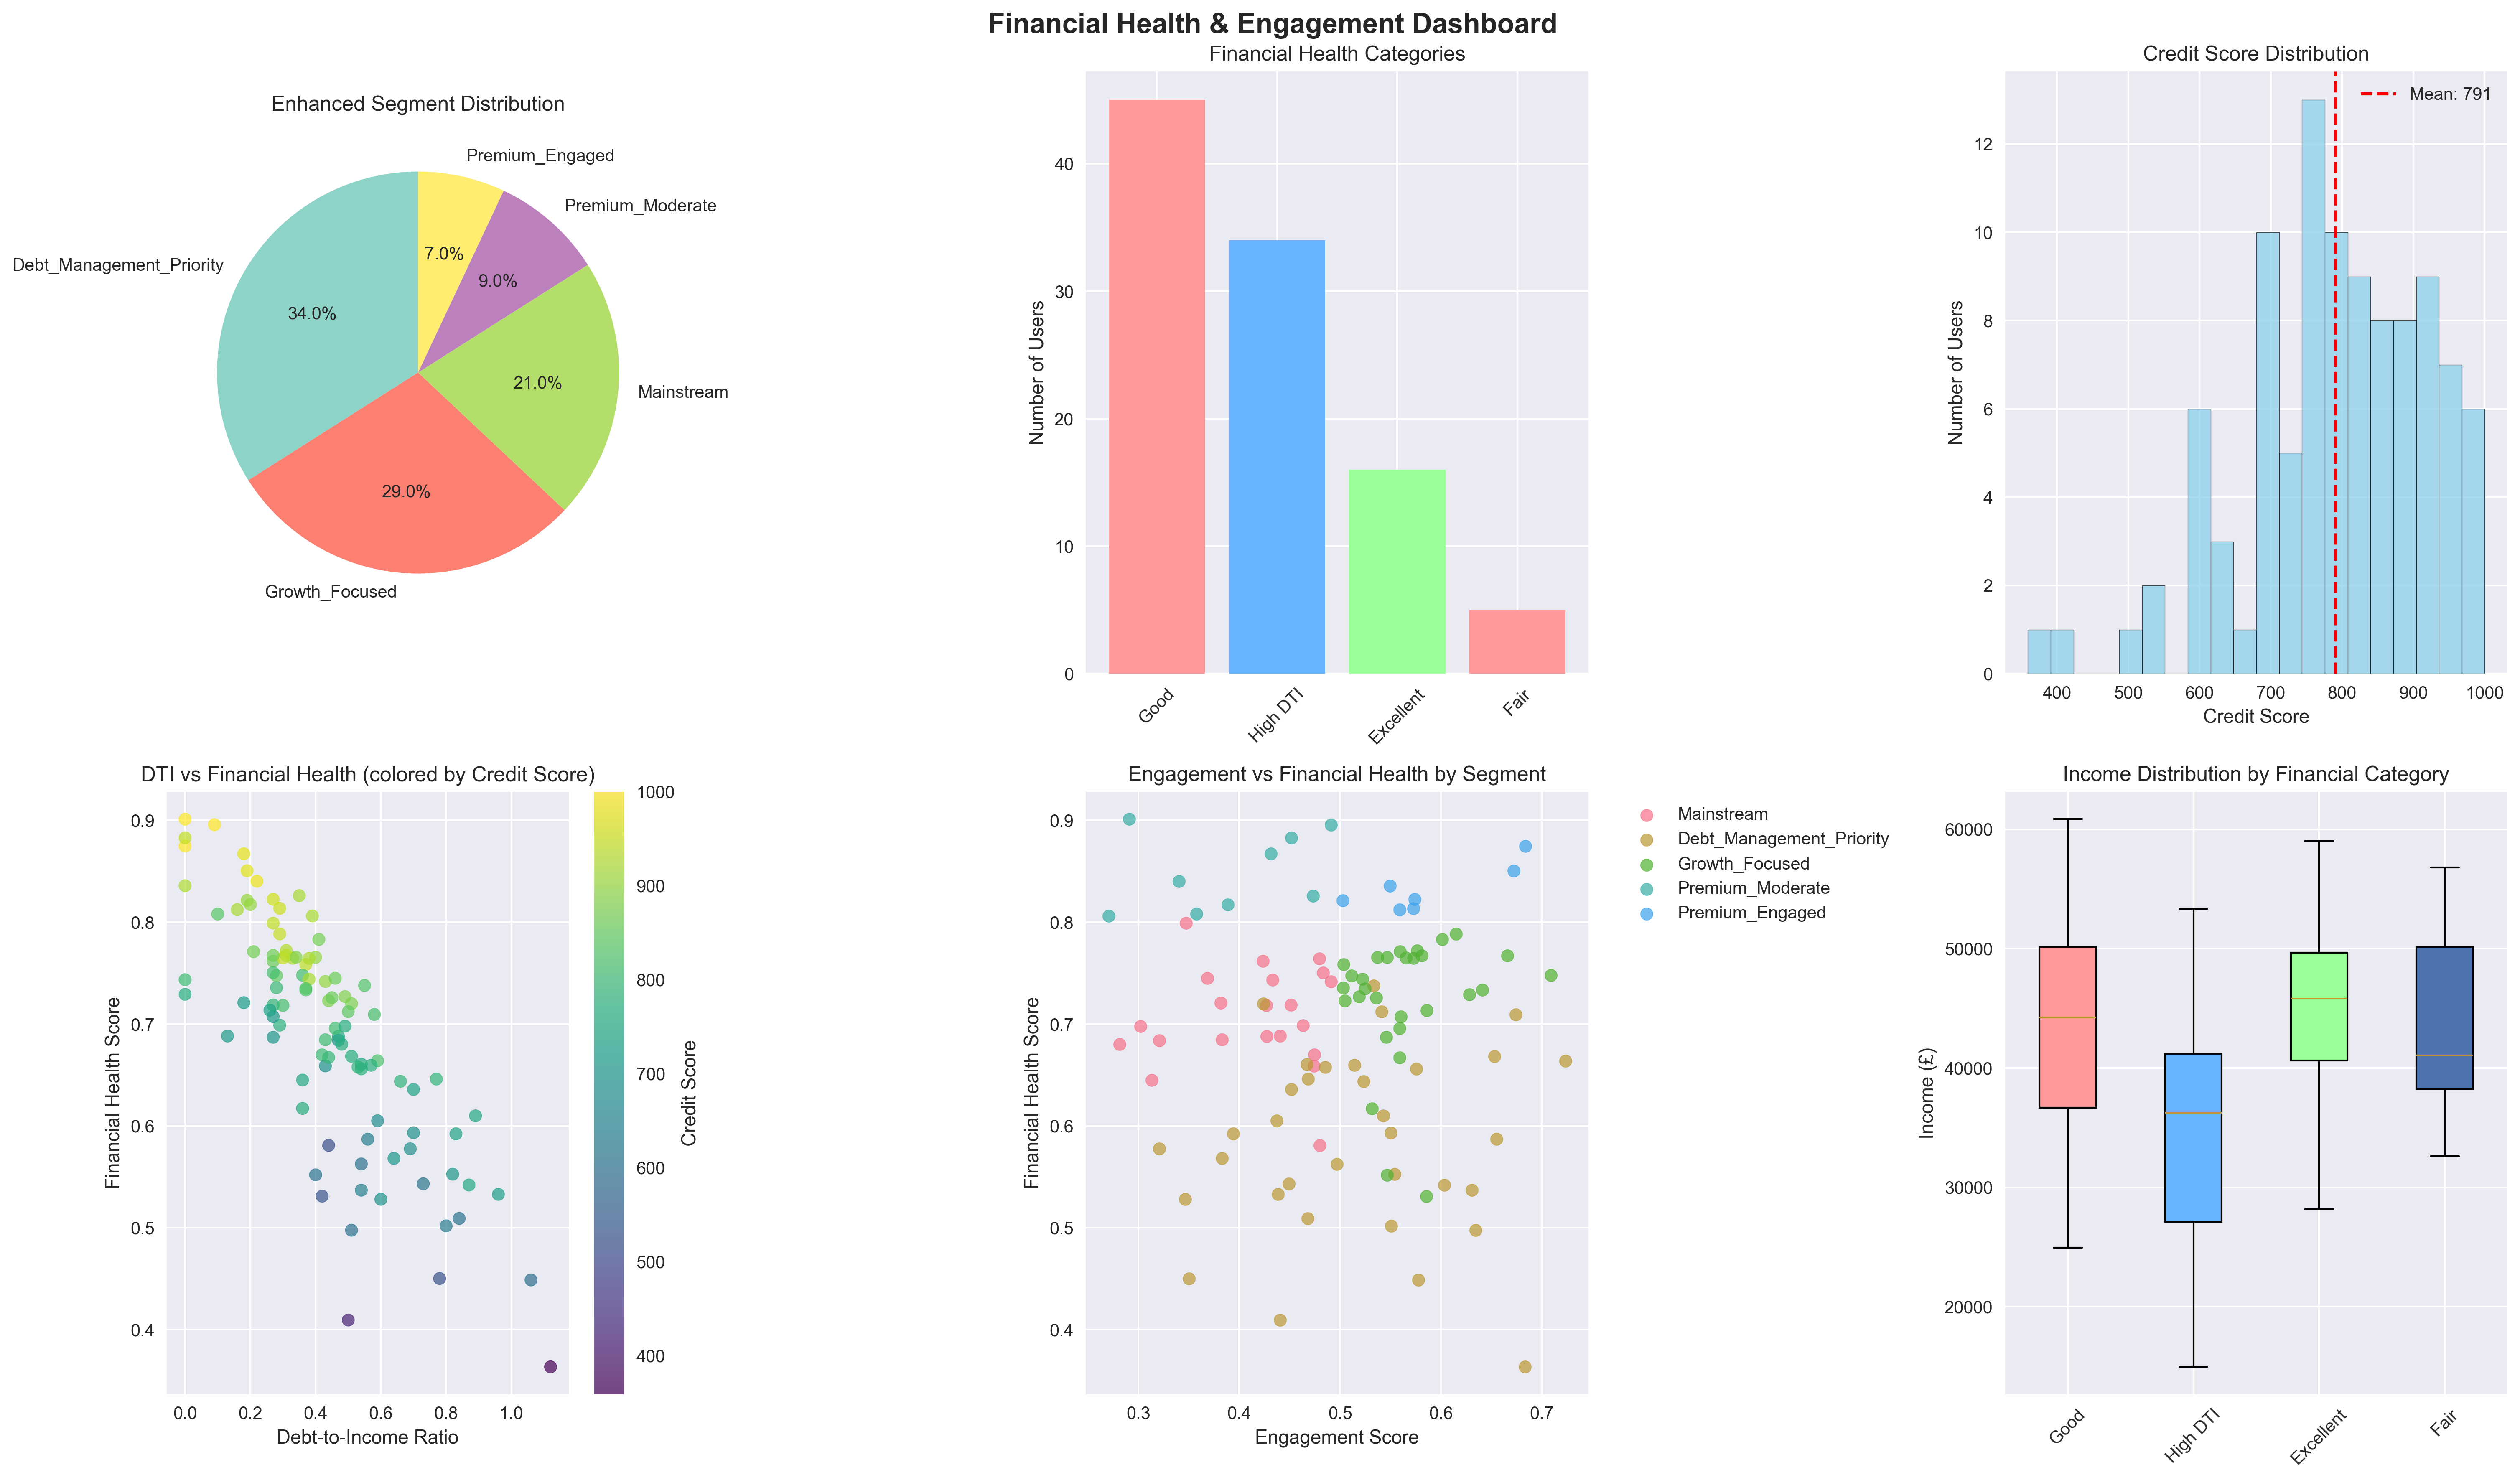 Financial Health & Engagement Dashboard
Enhanced Segment Distribution
Premium_Engaged
Premium_Moderate
Debt_Management_Priority
Mainstream
Growth_Focused
7.0%
9.0%
34.0%
21.0%
29.0%
Financial Health Categories
Number of Users
40
30
20
10
0
Good
High DTI
Excellent
Fair
Credit Score Distribution
Mean: 791
Number of Users
12
10
8
6
4
2
0
400
500
600
700
800
900
1000
Credit Score
DTI vs Financial Health (colored by Credit Score)
Financial Health Score
0.9
0.8
0.7
0.6
0.5
0.4
0.0
0.2
0.4
0.6
0.8
1.0
Debt-to-Income Ratio
1000
900
800
700
600
500
400
Credit Score
Engagement vs Financial Health by Segment
Financial Health Score
0.9
0.8
0.7
0.6
0.5
0.4
0.3
0.4
0.5
0.6
0.7
Engagement Score
Mainstream
Debt_Management_Priority
Growth_Focused
Premium_Moderate
Premium_Engaged
Income Distribution by Financial Category
Income (£)
60000
50000
40000
30000
20000
Good
High DTI
Excellent
Fair